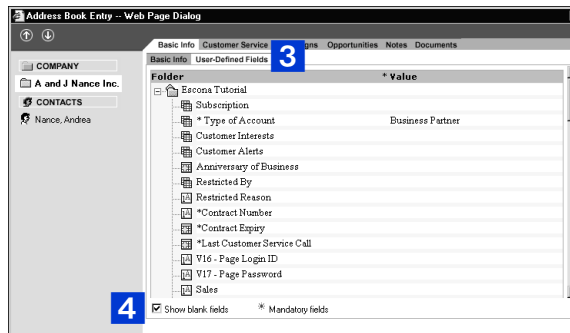 Address Book Entry -- Web Page Dialog
Basic Info Customer Service Opportunities Notes Documents
Basic Info User-Defined Fields 3
COMPANY
A and J Nance Inc.
CONTACTS
Nance, Andrea
Folder * Value
Escona Tutorial
Subscription
* Type of Account Business Partner
Customer Interests
Customer Alerts
Anniversary of Business
Restricted By
Restricted Reason
*Contract Number
*Contract Expiry
*Last Customer Service Call
V16 - Page Login ID
V17 - Page Password
Sales
4 Show blank fields * Mandatory fields